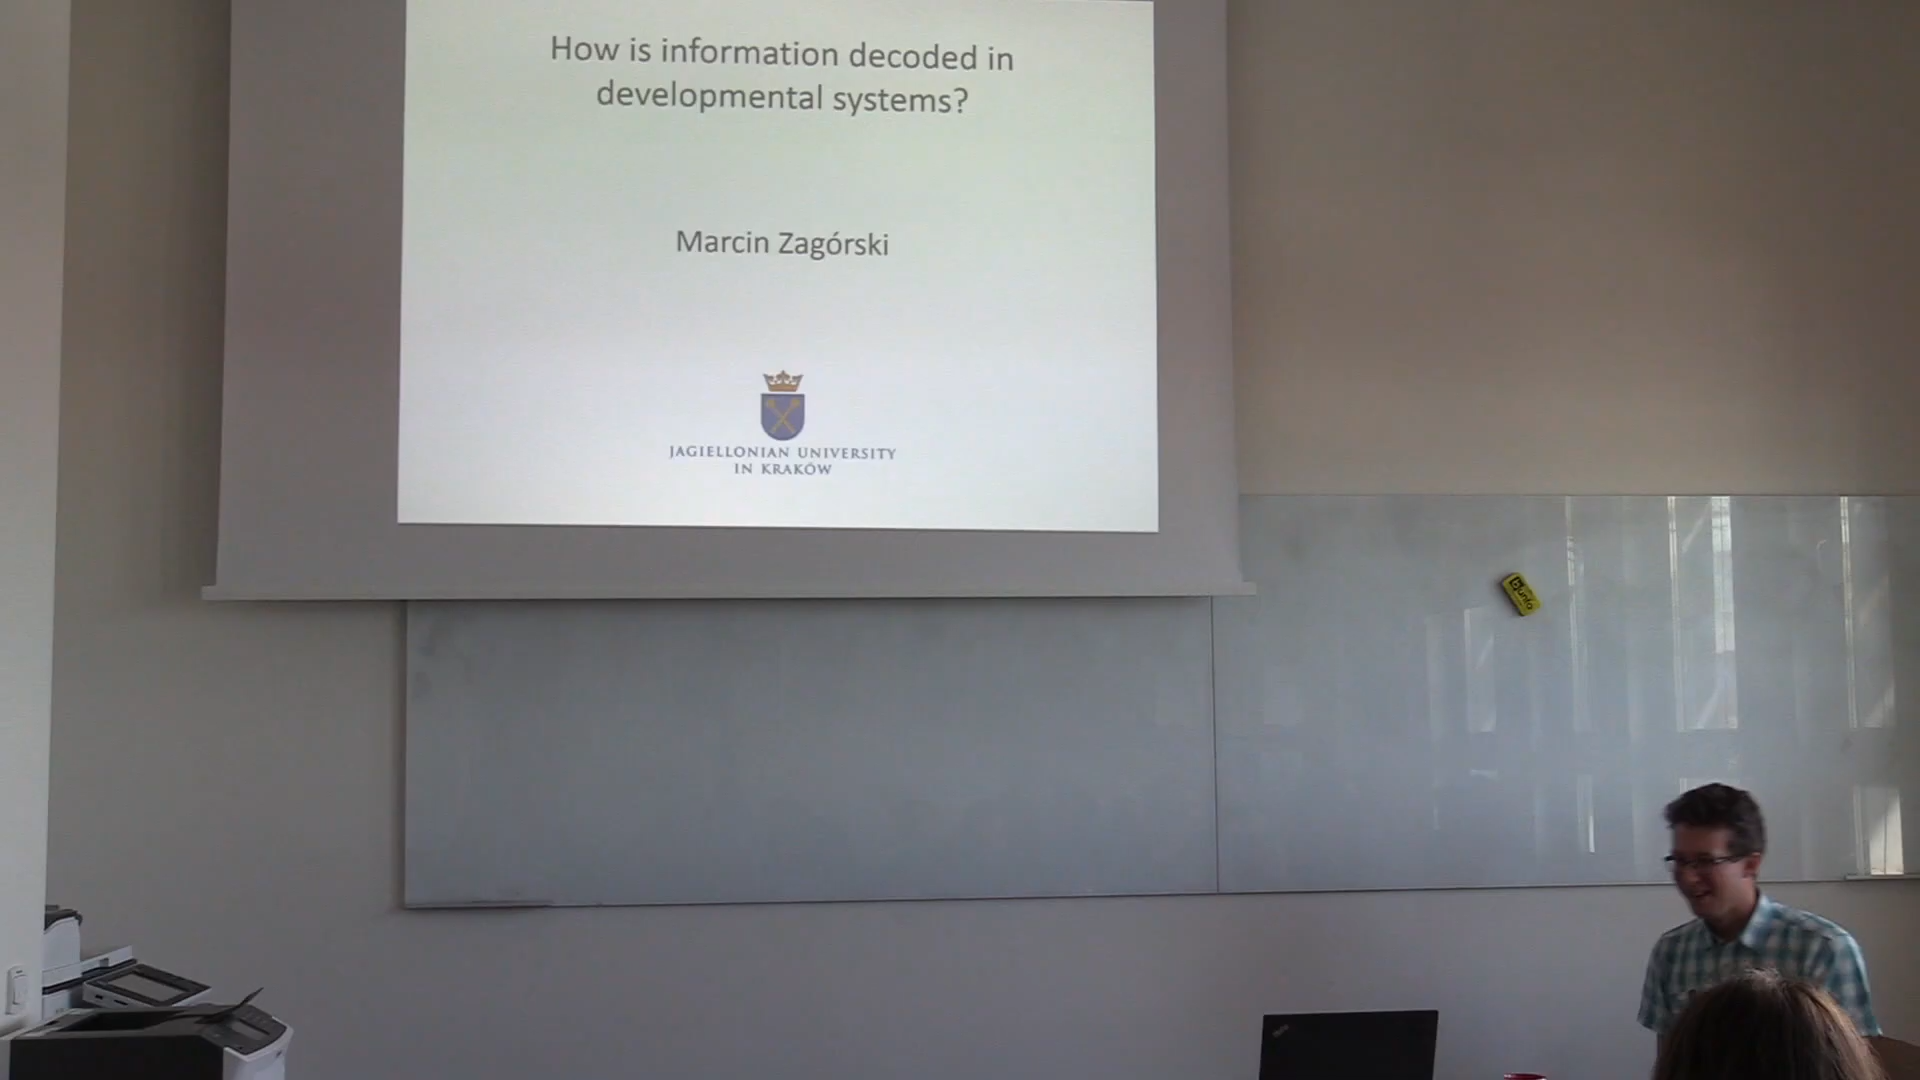 How is information decoded in
developmental systems?
Marcin Zagórski
JAGIELLONIAN UNIVERSITY
IN KRAKÓW